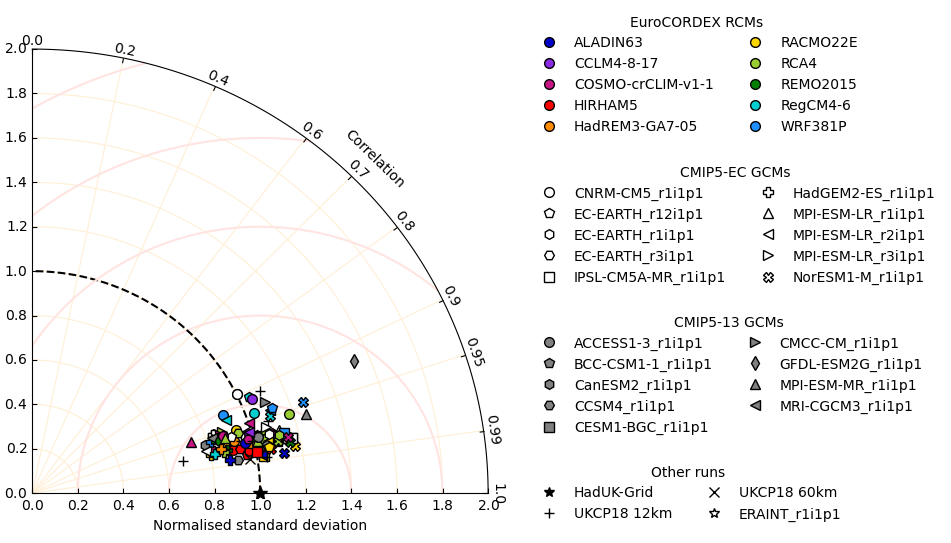 EuroCORDEX RCMs
ALADIN63
CCLM4-8-17
COSMO-crCLIM-v1-1
HIRHAM5
HadREM3-GA7-05
RACMO22E
RCA4
REMO2015
RegCM4-6
WRF381P
CMIP5-EC GCMs
CNRM-CM5_r1i1p1
EC-EARTH_r12i1p1
EC-EARTH_r1i1p1
EC-EARTH_r3i1p1
IPSL-CM5A-MR_r1i1p1
HadGEM2-ES_r1i1p1
MPI-ESM-LR_r1i1p1
MPI-ESM-LR_r2i1p1
MPI-ESM-LR_r3i1p1
NorESM1-M_r1i1p1
CMIP5-13 GCMs
ACCESS1-3_r1i1p1
BCC-CSM1-1_r1i1p1
CanESM2_r1i1p1
CCSM4_r1i1p1
CESM1-BGC_r1i1p1
CMCC-CM_r1i1p1
GFDL-ESM2G_r1i1p1
MPI-ESM-MR_r1i1p1
MRI-CGCM3_r1i1p1
Other runs
HadUK-Grid
UKCP18 12km
UKCP18 60km
ERAINT_r1i1p1
0.0
0.2
0.4
0.6
0.7
0.8
0.9
0.95
0.99
1.0
Correlation
2.0
1.8
1.6
1.4
1.2
1.0
0.8
0.6
0.4
0.2
0.0
0.0
0.2
0.4
0.6
0.8
1.0
1.2
1.4
1.6
1.8
2.0
Normalised standard deviation